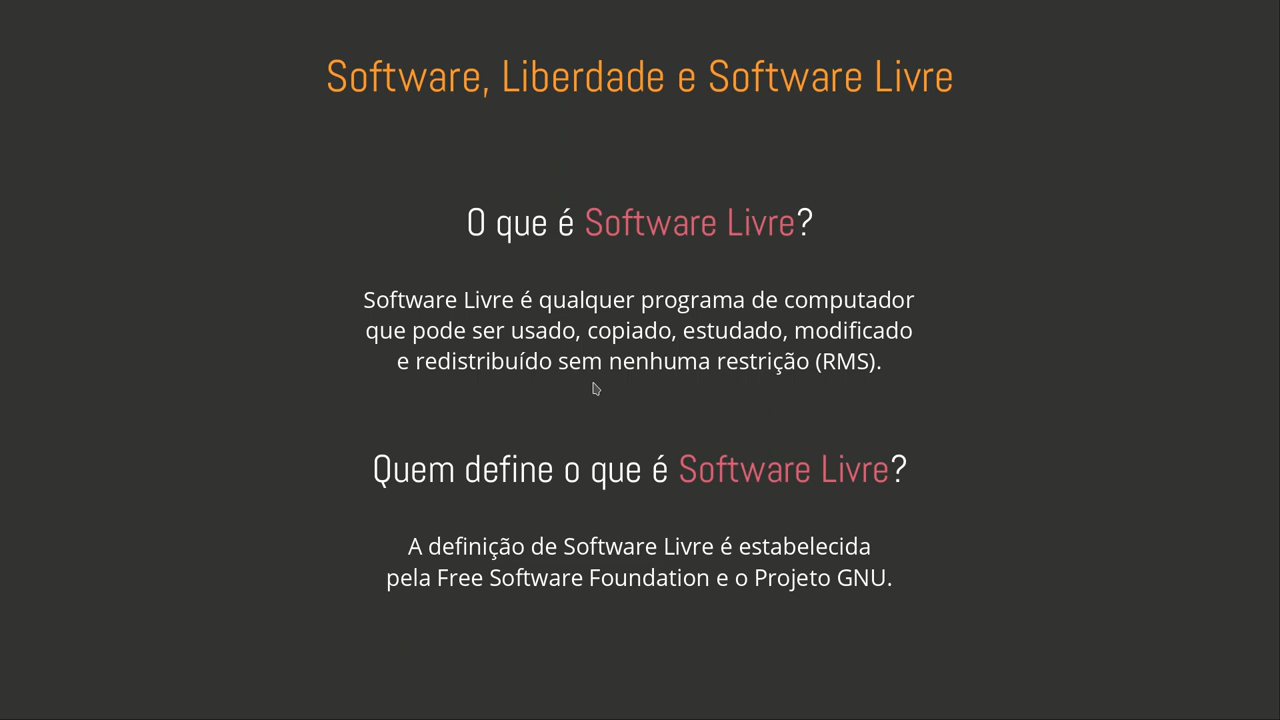 Software, Liberdade e Software Livre
O que é Software Livre?
Software Livre é qualquer programa de computador
que pode ser usado, copiado, estudado, modificado
e redistribuído sem nenhuma restrição (RMS).
Quem define o que é Software Livre?
A definição de Software Livre é estabelecida
pela Free Software Foundation e o Projeto GNU.